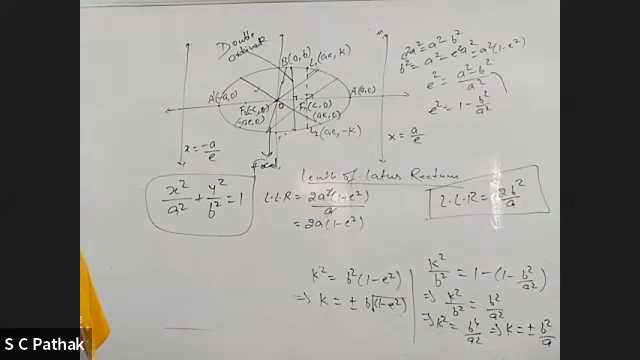 Double
ordinate
B(0, b)
L₁(ae, k)
A'(-a, 0)
F₂(-c, 0)
(-ae, 0)
O
F₁(c, 0)
(ae, 0)
A(a, 0)
L₂(ae, -k)
x = -a/e
x = a/e
focal
e²a² = a² b²
b² = a² - e²a² = a²(1-e²)
e² = a² - b² / a²
e² = 1 - b²/a²
x²/a² + y²/b² = 1
Length of Latus Rectum
L.L.R = 2a²(1-e²) / a
= 2a(1-e²)
L.L.R = 2b²/a
k² = b²(1-e²)
⇒ k = ± b√(1-e²)
k²/b² = 1 - (1 - b²/a²)
⇒ k²/b² = b²/a²
⇒ k² = b⁴/a² ⇒ k = ± b²/a
S C Pathak